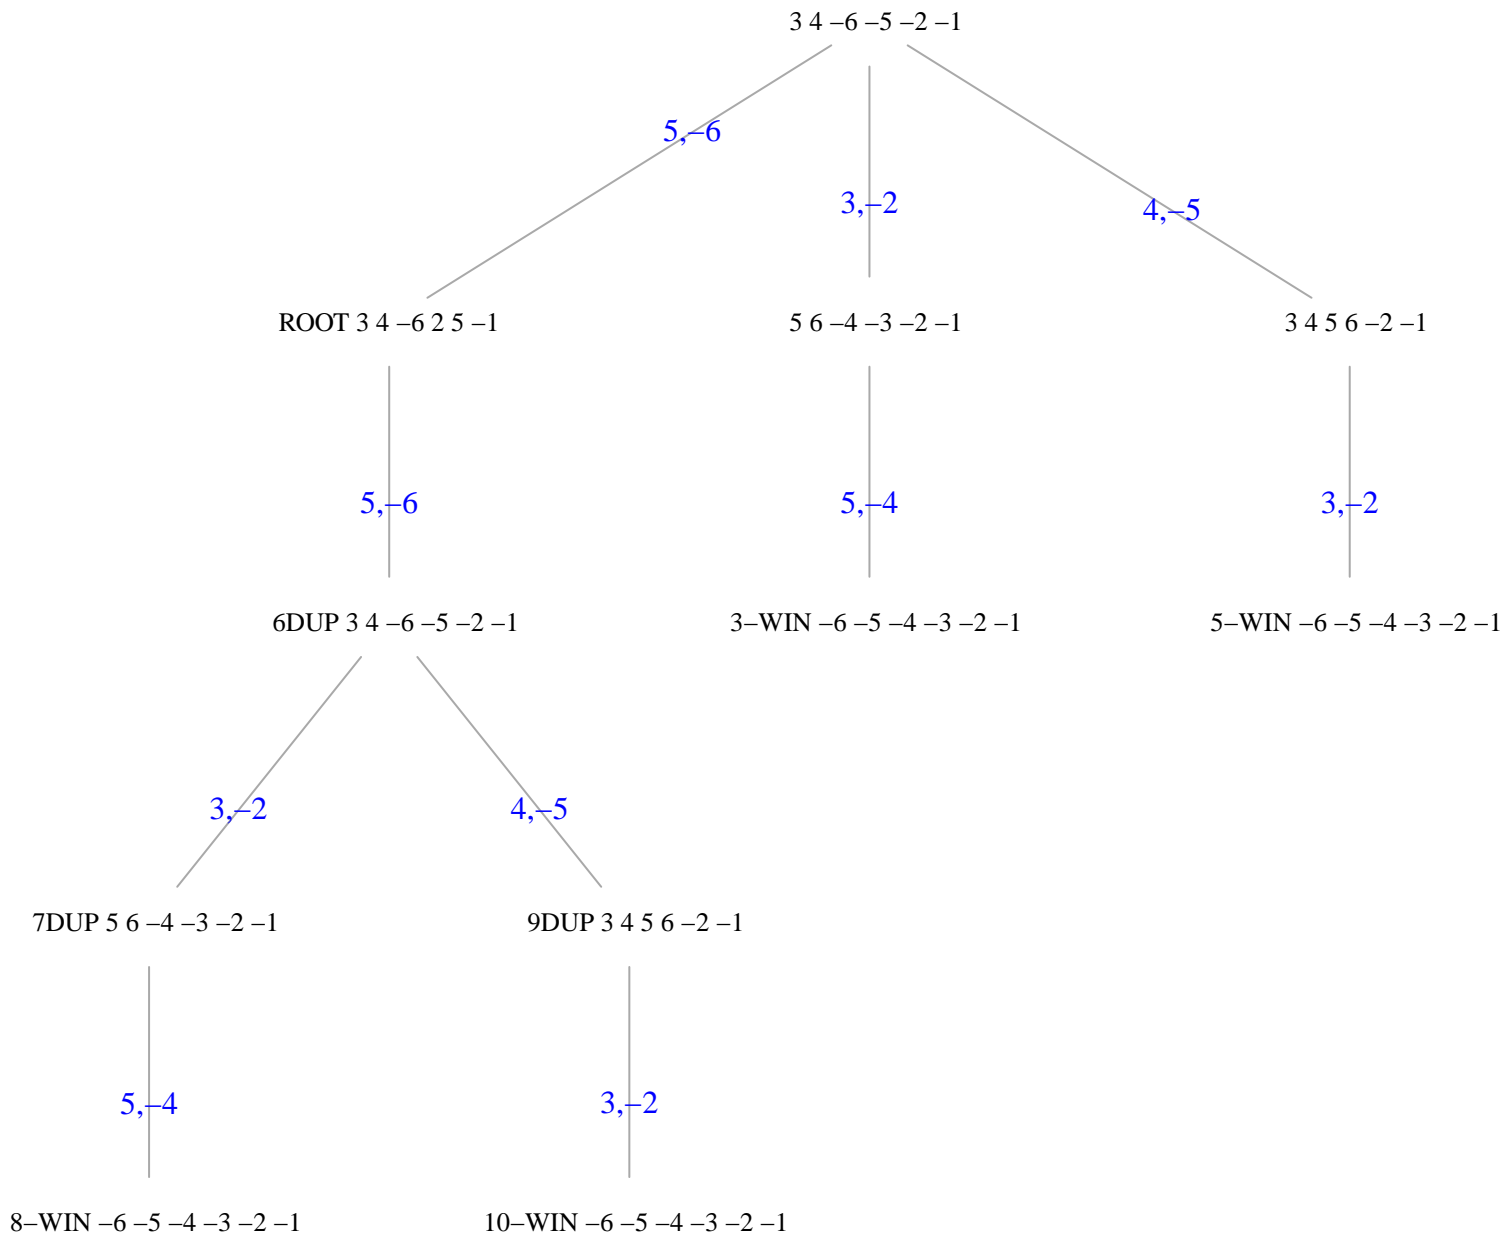 3 4 –6 –5 –2 –1
5,–6
3,–2
4,–5
ROOT 3 4 –6 2 5 –1
5 6 –4 –3 –2 –1
3 4 5 6 –2 –1
5,–6
5,–4
3,–2
6DUP 3 4 –6 –5 –2 –1
3–WIN –6 –5 –4 –3 –2 –1
5–WIN –6 –5 –4 –3 –2 –1
3,–2
4,–5
7DUP 5 6 –4 –3 –2 –1
9DUP 3 4 5 6 –2 –1
5,–4
3,–2
8–WIN –6 –5 –4 –3 –2 –1
10–WIN –6 –5 –4 –3 –2 –1